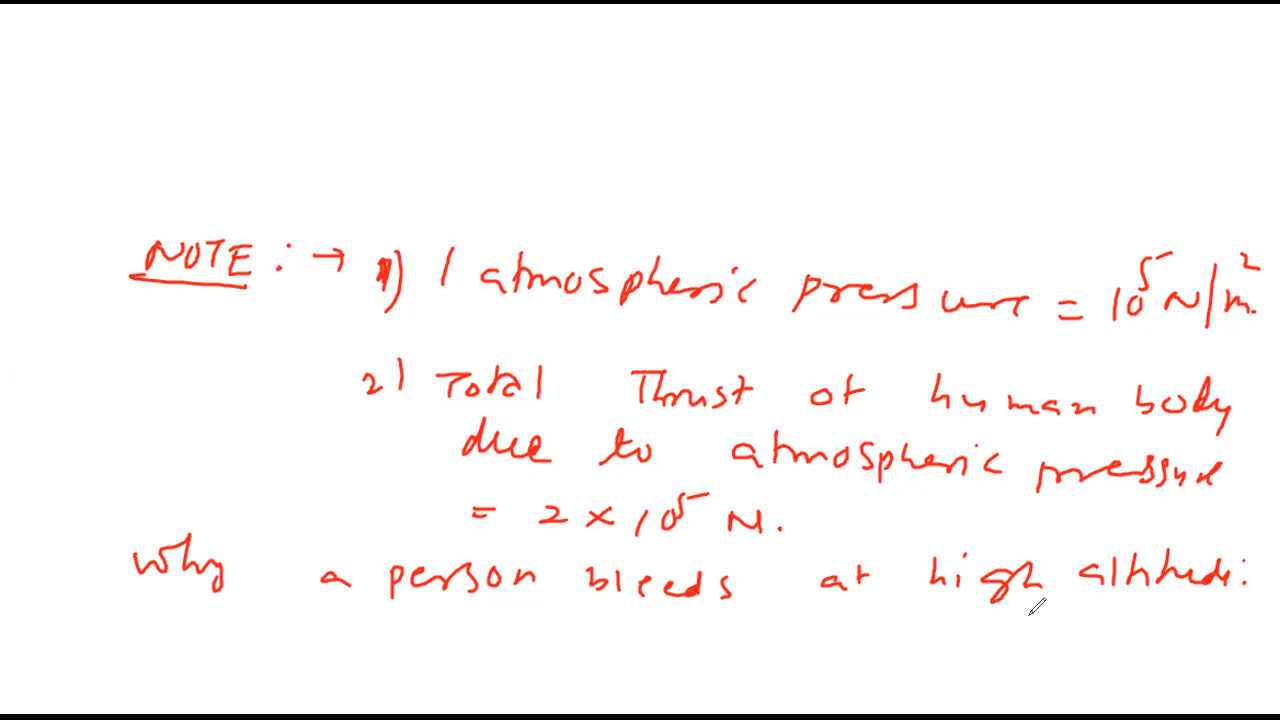 NOTE : → 1) 1 atmospheric pressure = 10⁵ N/m².
2) Total Thrust of human body
due to atmospheric pressure
= 2 × 10⁵ N.
why a person bleeds at high altitude: